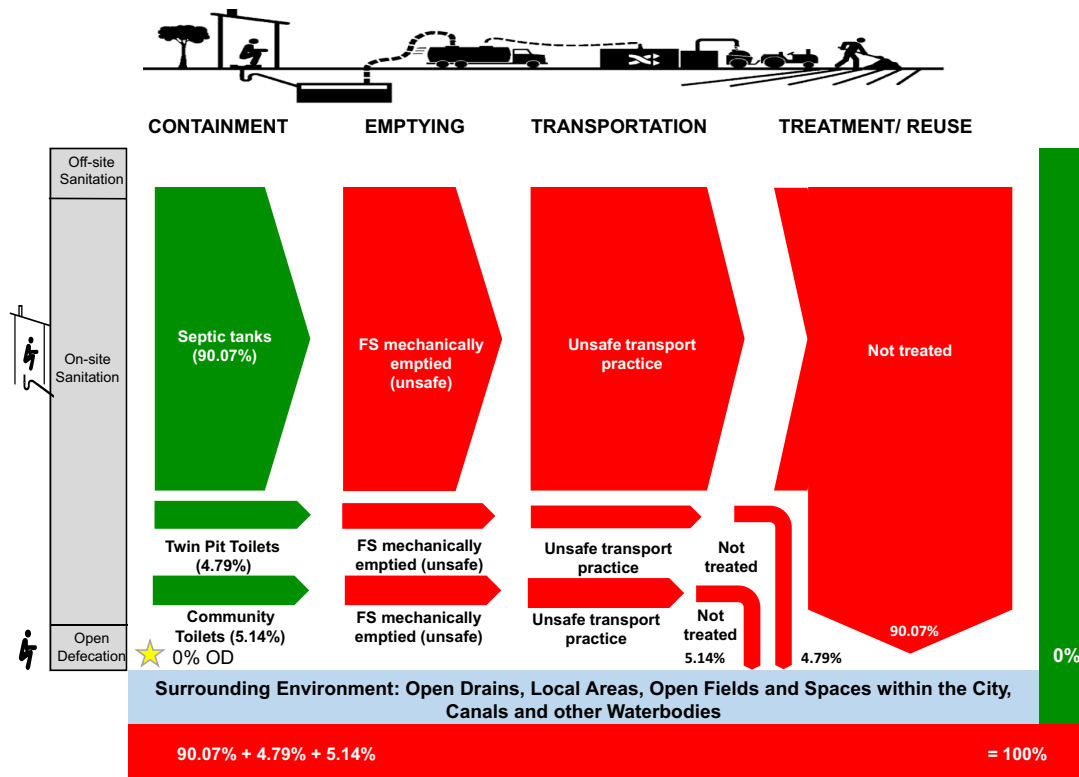 CONTAINMENT
EMPTYING
TRANSPORTATION
TREATMENT/ REUSE
Off-site
Sanitation
On-site
Sanitation
Open
Defecation
Septic tanks
(90.07%)
FS mechanically
emptied
(unsafe)
Unsafe transport
practice
Not treated
Twin Pit Toilets
(4.79%)
FS mechanically
emptied (unsafe)
Unsafe transport
practice
Not
treated
Community
Toilets (5.14%)
FS mechanically
emptied (unsafe)
Unsafe transport
practice
Not
treated
90.07%
0% OD
5.14%
4.79%
0%
Surrounding Environment: Open Drains, Local Areas, Open Fields and Spaces within the City,
Canals and other Waterbodies
90.07% + 4.79% + 5.14%
= 100%